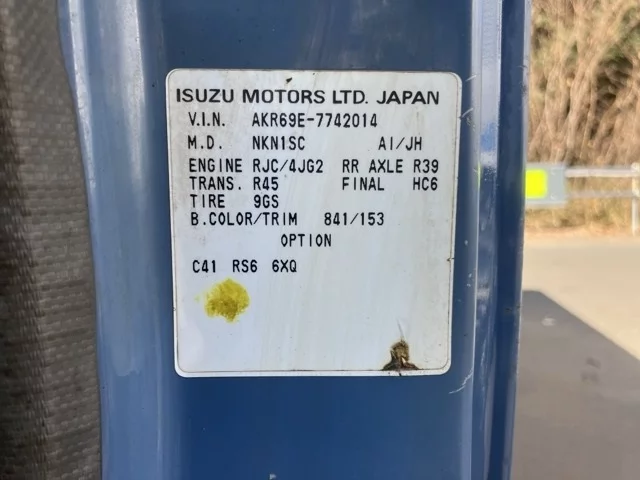 ISUZU MOTORS LTD. JAPAN
V.I.N. AKR69E-7742014
M.D. NKN1SC AI/JH
ENGINE RJC/4JG2 RR AXLE R39
TRANS. R45 FINAL HC6
TIRE 9GS
B.COLOR/TRIM 841/153
OPTION
C41 RS6 6XQ